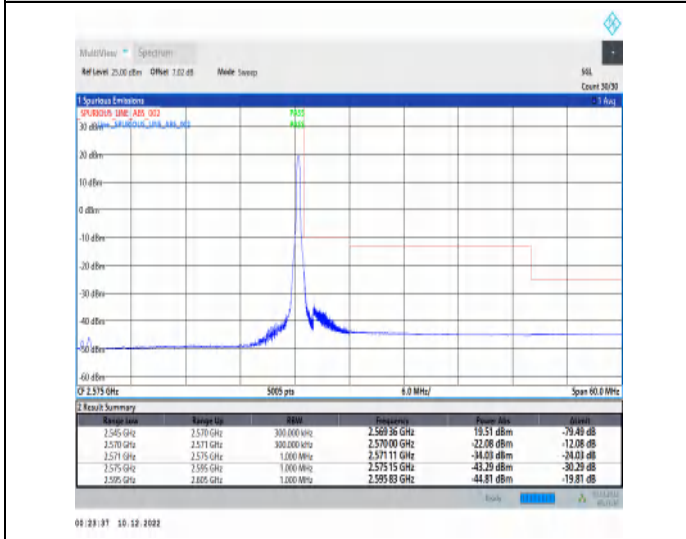 MultiView Spectrum
Ref Level 25.00 dBm Offset 7.02 dB Mode Sweep SGL
Count 30/30
1 Spurious Emissions 1 Avg
SPURIOUS_LINE_ABS_002 PASS
30 dBm Line _SPURIOUS_LINE_ABS_002 PASS
20 dBm
10 dBm
0 dBm
-10 dBm
-20 dBm
-30 dBm
-40 dBm
-50 dBm
-60 dBm
CF 2.575 GHz 5005 pts 6.0 MHz/ Span 60.0 MHz
2 Result Summary
Range Low Range Up RBW Frequency Power Abs ΔLimit
2.545 GHz 2.570 GHz 300.000 kHz 2.569 36 GHz 19.51 dBm -79.49 dB
2.570 GHz 2.571 GHz 300.000 kHz 2.570 00 GHz -22.08 dBm -12.08 dB
2.571 GHz 2.575 GHz 1.000 MHz 2.571 11 GHz -34.03 dBm -24.03 dB
2.575 GHz 2.595 GHz 1.000 MHz 2.575 15 GHz -43.29 dBm -30.29 dB
2.595 GHz 2.605 GHz 1.000 MHz 2.595 83 GHz -44.81 dBm -19.81 dB
Ready
00:23:37 10.12.2022